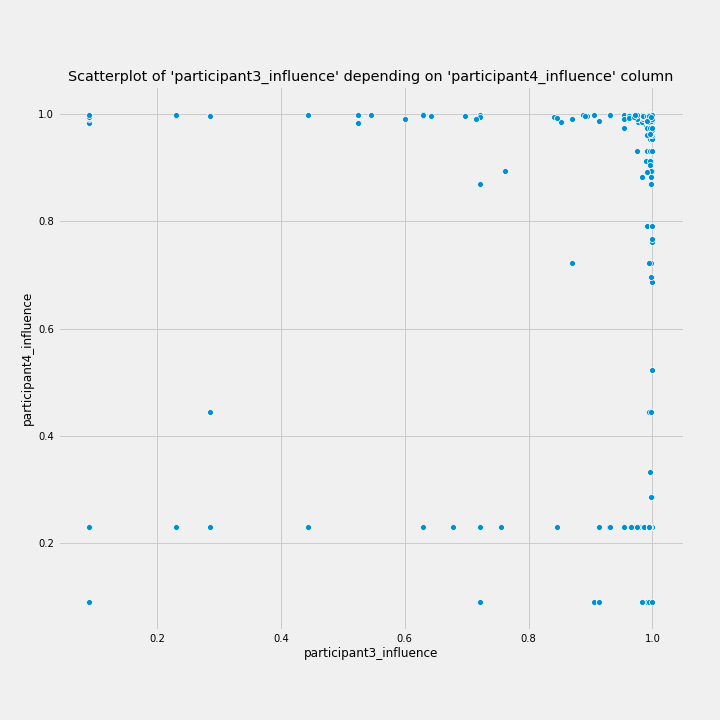 Scatterplot of 'participant3_influence' depending on 'participant4_influence' column
1.0
0.8
0.6
0.4
0.2
participant4_influence
0.2 0.4 0.6 0.8 1.0
participant3_influence